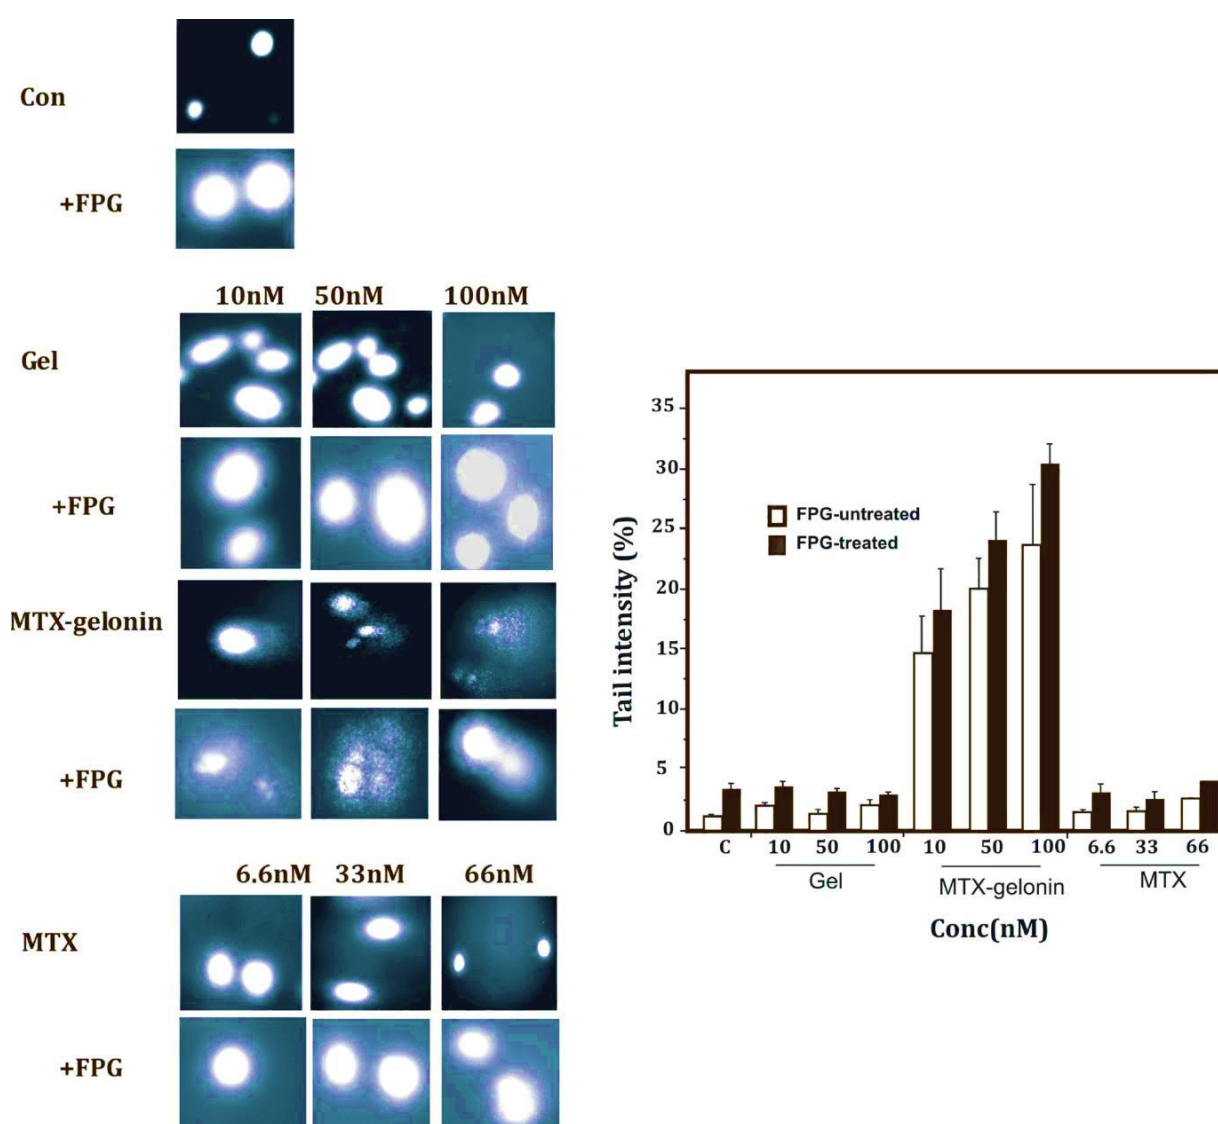 Con
+FPG
10nM 50nM 100nM
Gel
+FPG
MTX-gelonin
+FPG
6.6nM 33nM 66nM
MTX
+FPG
Tail intensity (%)
35
30
25
20
15
10
5
0
FPG-untreated
FPG-treated
C 10 50 100 10 50 100 6.6 33 66
Gel MTX-gelonin MTX
Conc(nM)